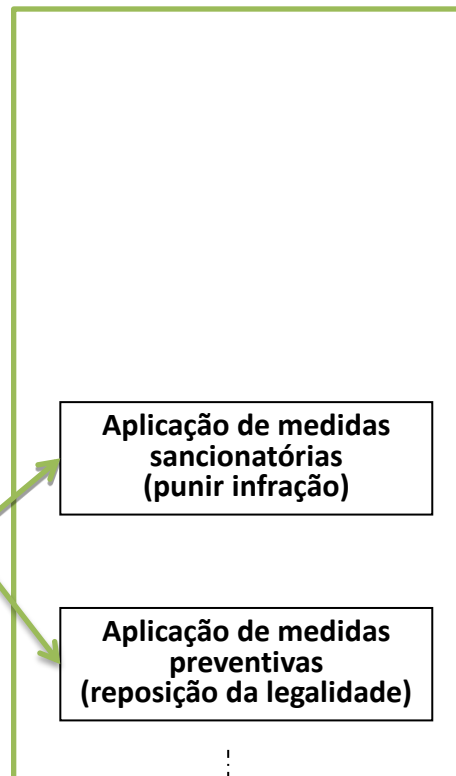 Aplicação de medidas
sancionatórias
(punir infração)
Aplicação de medidas
preventivas
(reposição da legalidade)